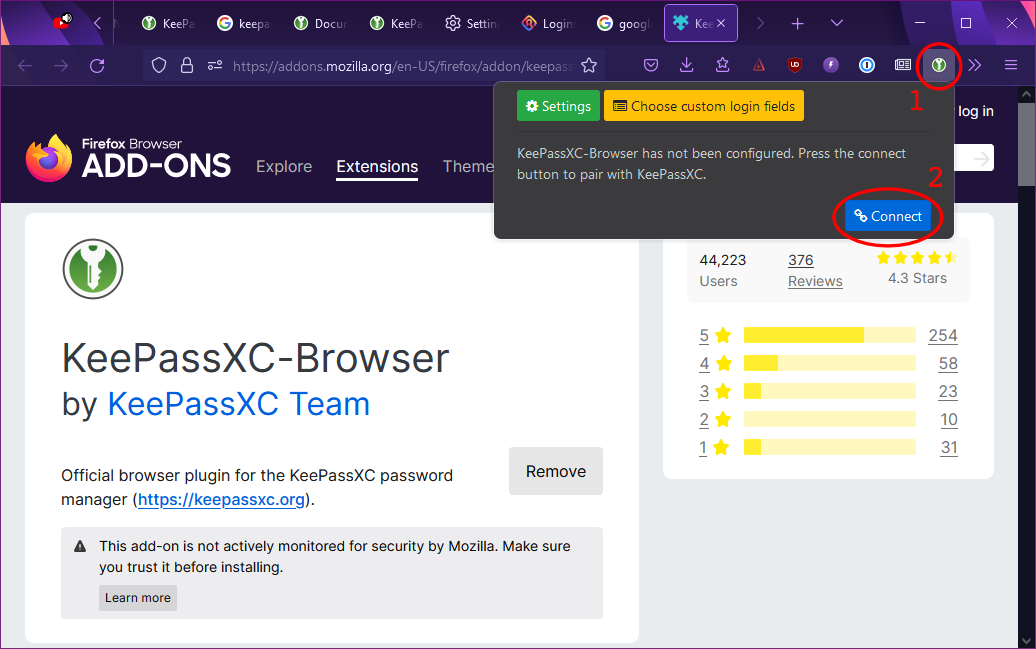 KeePa
keepa
Docu
KeePa
Settin
Login
googl
Kee
https://addons.mozilla.org/en-US/firefox/addon/keepass
1
Settings
Choose custom login fields
log in
Firefox Browser
ADD-ONS
Explore
Extensions
Theme
KeePassXC-Browser has not been configured. Press the connect
button to pair with KeePassXC.
2
Connect
44,223
Users
376
Reviews
4.3 Stars
KeePassXC-Browser
by KeePassXC Team
5 254
4 58
3 23
2 10
1 31
Official browser plugin for the KeePassXC password
manager (https://keepassxc.org).
Remove
This add-on is not actively monitored for security by Mozilla. Make sure
you trust it before installing.
Learn more